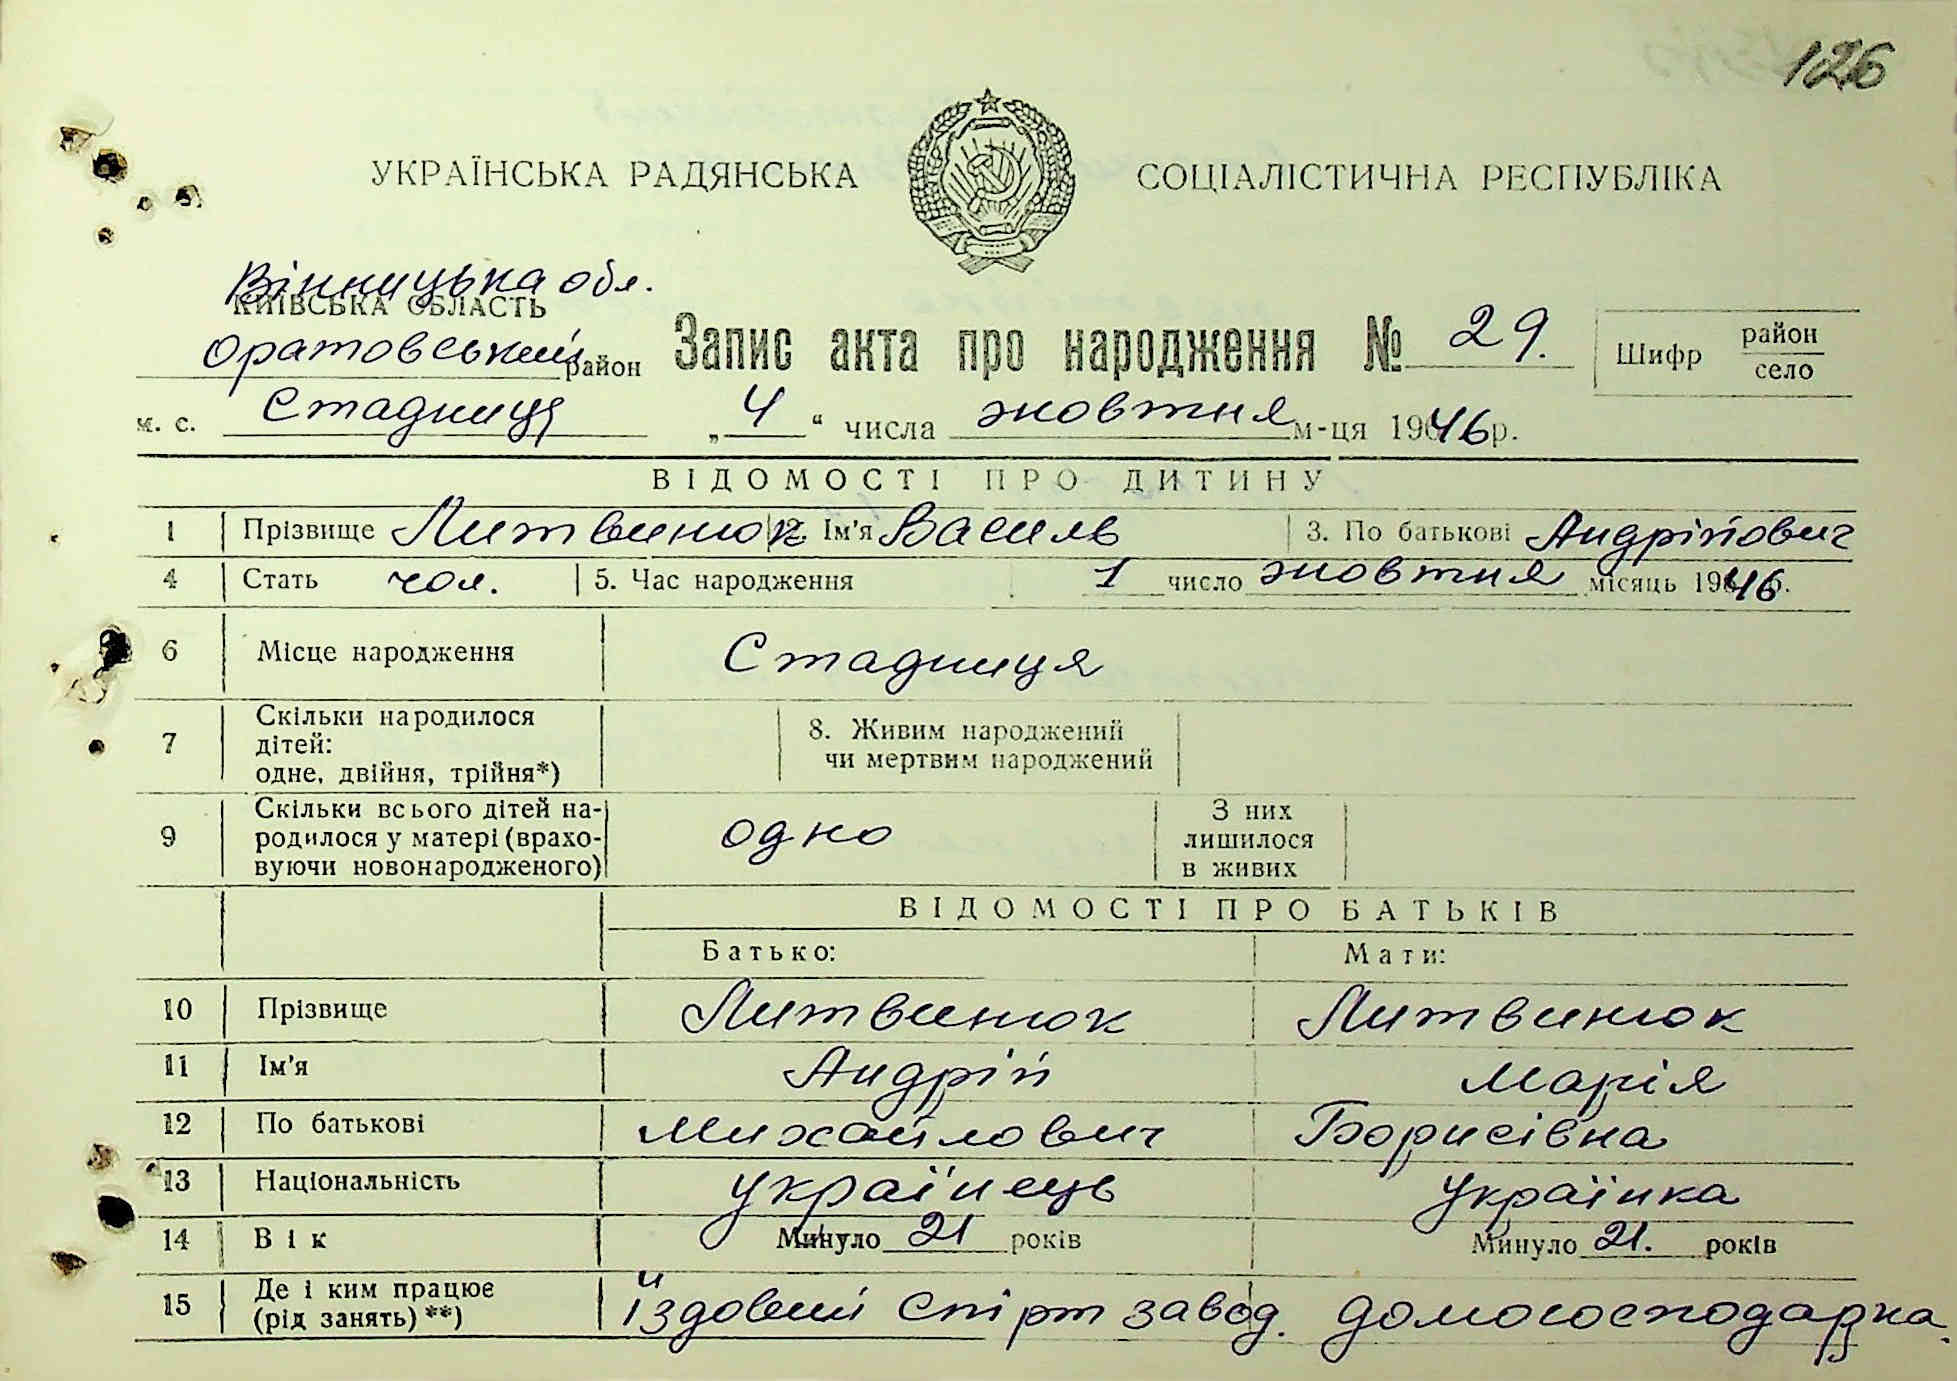 126
УКРАЇНСЬКА РАДЯНСЬКА СОЦІАЛІСТИЧНА РЕСПУБЛІКА
Вінницька обл.
КИЇВСЬКА ОБЛАСТЬ
Оратовський район
Запис акта про народження № 29.
Шифр район село
м. с. Стадниця „4“ числа жовтня м-ця 1946 р.
ВІДОМОСТІ ПРО ДИТИНУ
1 Прізвище Литвинюк 2. Ім'я Василь 3. По батькові Андрійович
4 Стать чол. 5. Час народження 1 число жовтня місяць 1946.
6 Місце народження Стадниця
7 Скільки народилося дітей: одне, двійня, трійня*) 8. Живим народжений чи мертвим народжений
9 Скільки всього дітей народилося у матері (враховуючи новонародженого) одно З них лишилося в живих
ВІДОМОСТІ ПРО БАТЬКІВ
Батько: Мати:
10 Прізвище Литвинюк Литвинюк
11 Ім'я Андрій Марія
12 По батькові Михайлович Борисівна
13 Національність українець Українка
14 Вік Минуло 21 років Минуло 21. років
15 Де і ким працює (рід занять) **) їздовий спірт завод. домогосподарка.